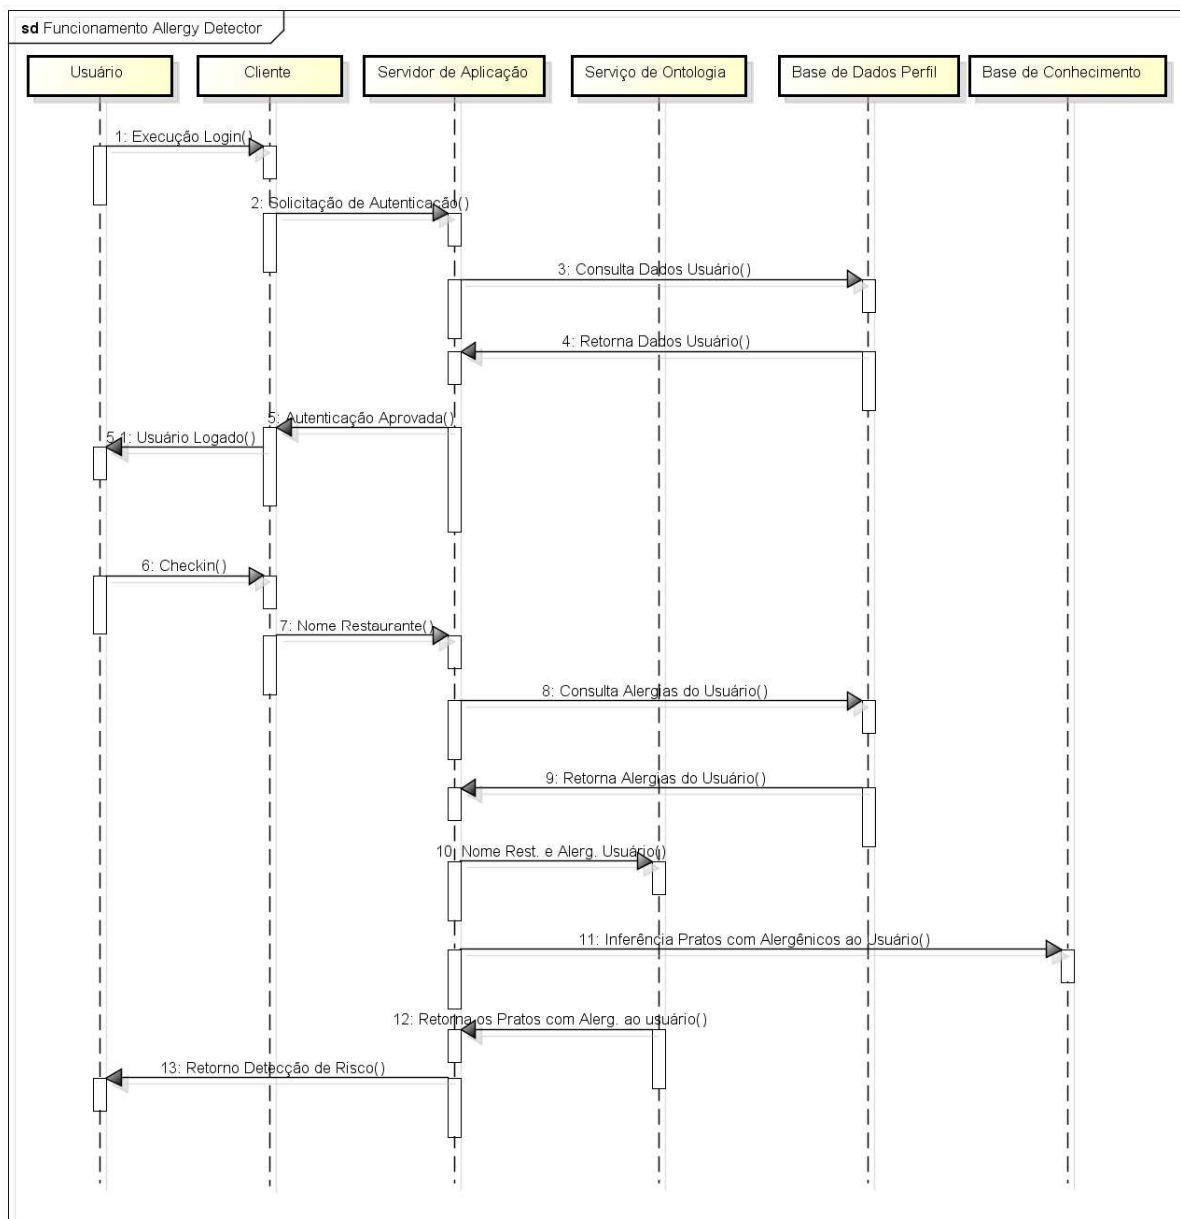 sd Funcionamento Allergy Detector
Usuário
Cliente
Servidor de Aplicação
Serviço de Ontologia
Base de Dados Perfil
Base de Conhecimento
1: Execução Login()
2: Solicitação de Autenticação()
3: Consulta Dados Usuário()
4: Retorna Dados Usuário()
5: Autenticação Aprovada()
5.1: Usuário Logado()
6: Checkin()
7: Nome Restaurante()
8: Consulta Alergias do Usuário()
9: Retorna Alergias do Usuário()
10: Nome Rest. e Alerg. Usuário()
11: Inferência Pratos com Alergênicos ao Usuário()
12: Retorna os Pratos com Alerg. ao usuário()
13: Retorno Detecção de Risco()